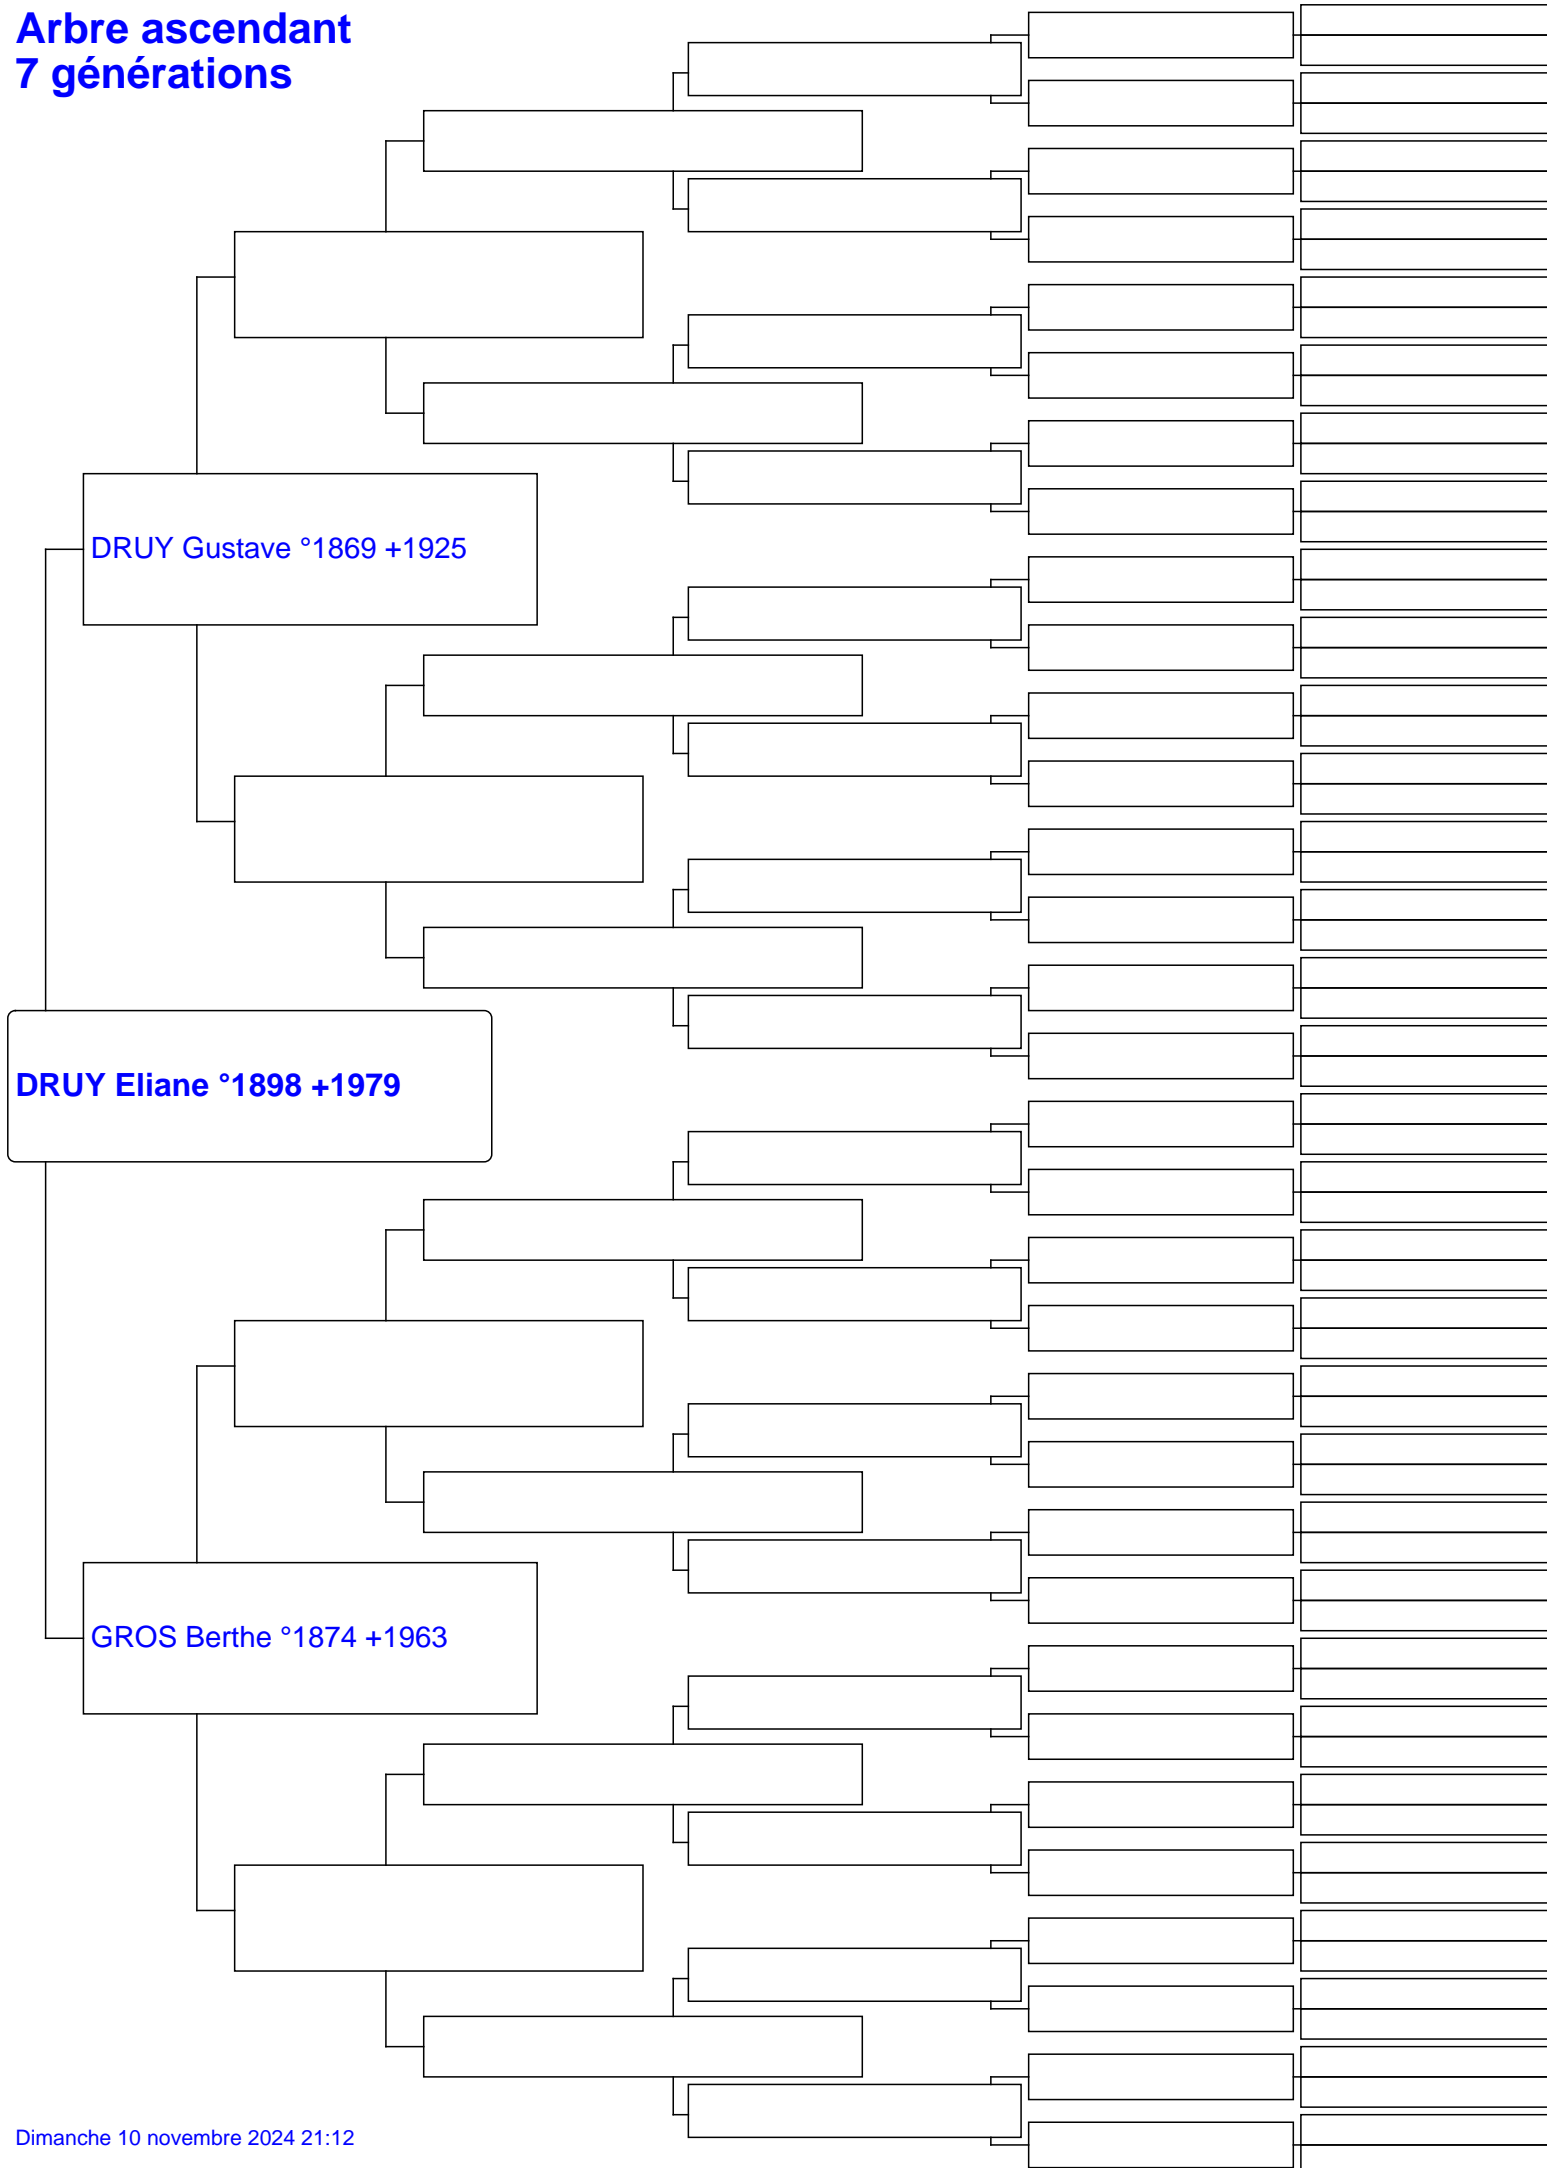 Arbre ascendant
7 générations
DRUY Gustave °1869 +1925
DRUY Eliane °1898 +1979
GROS Berthe °1874 +1963
Dimanche 10 novembre 2024 21:12